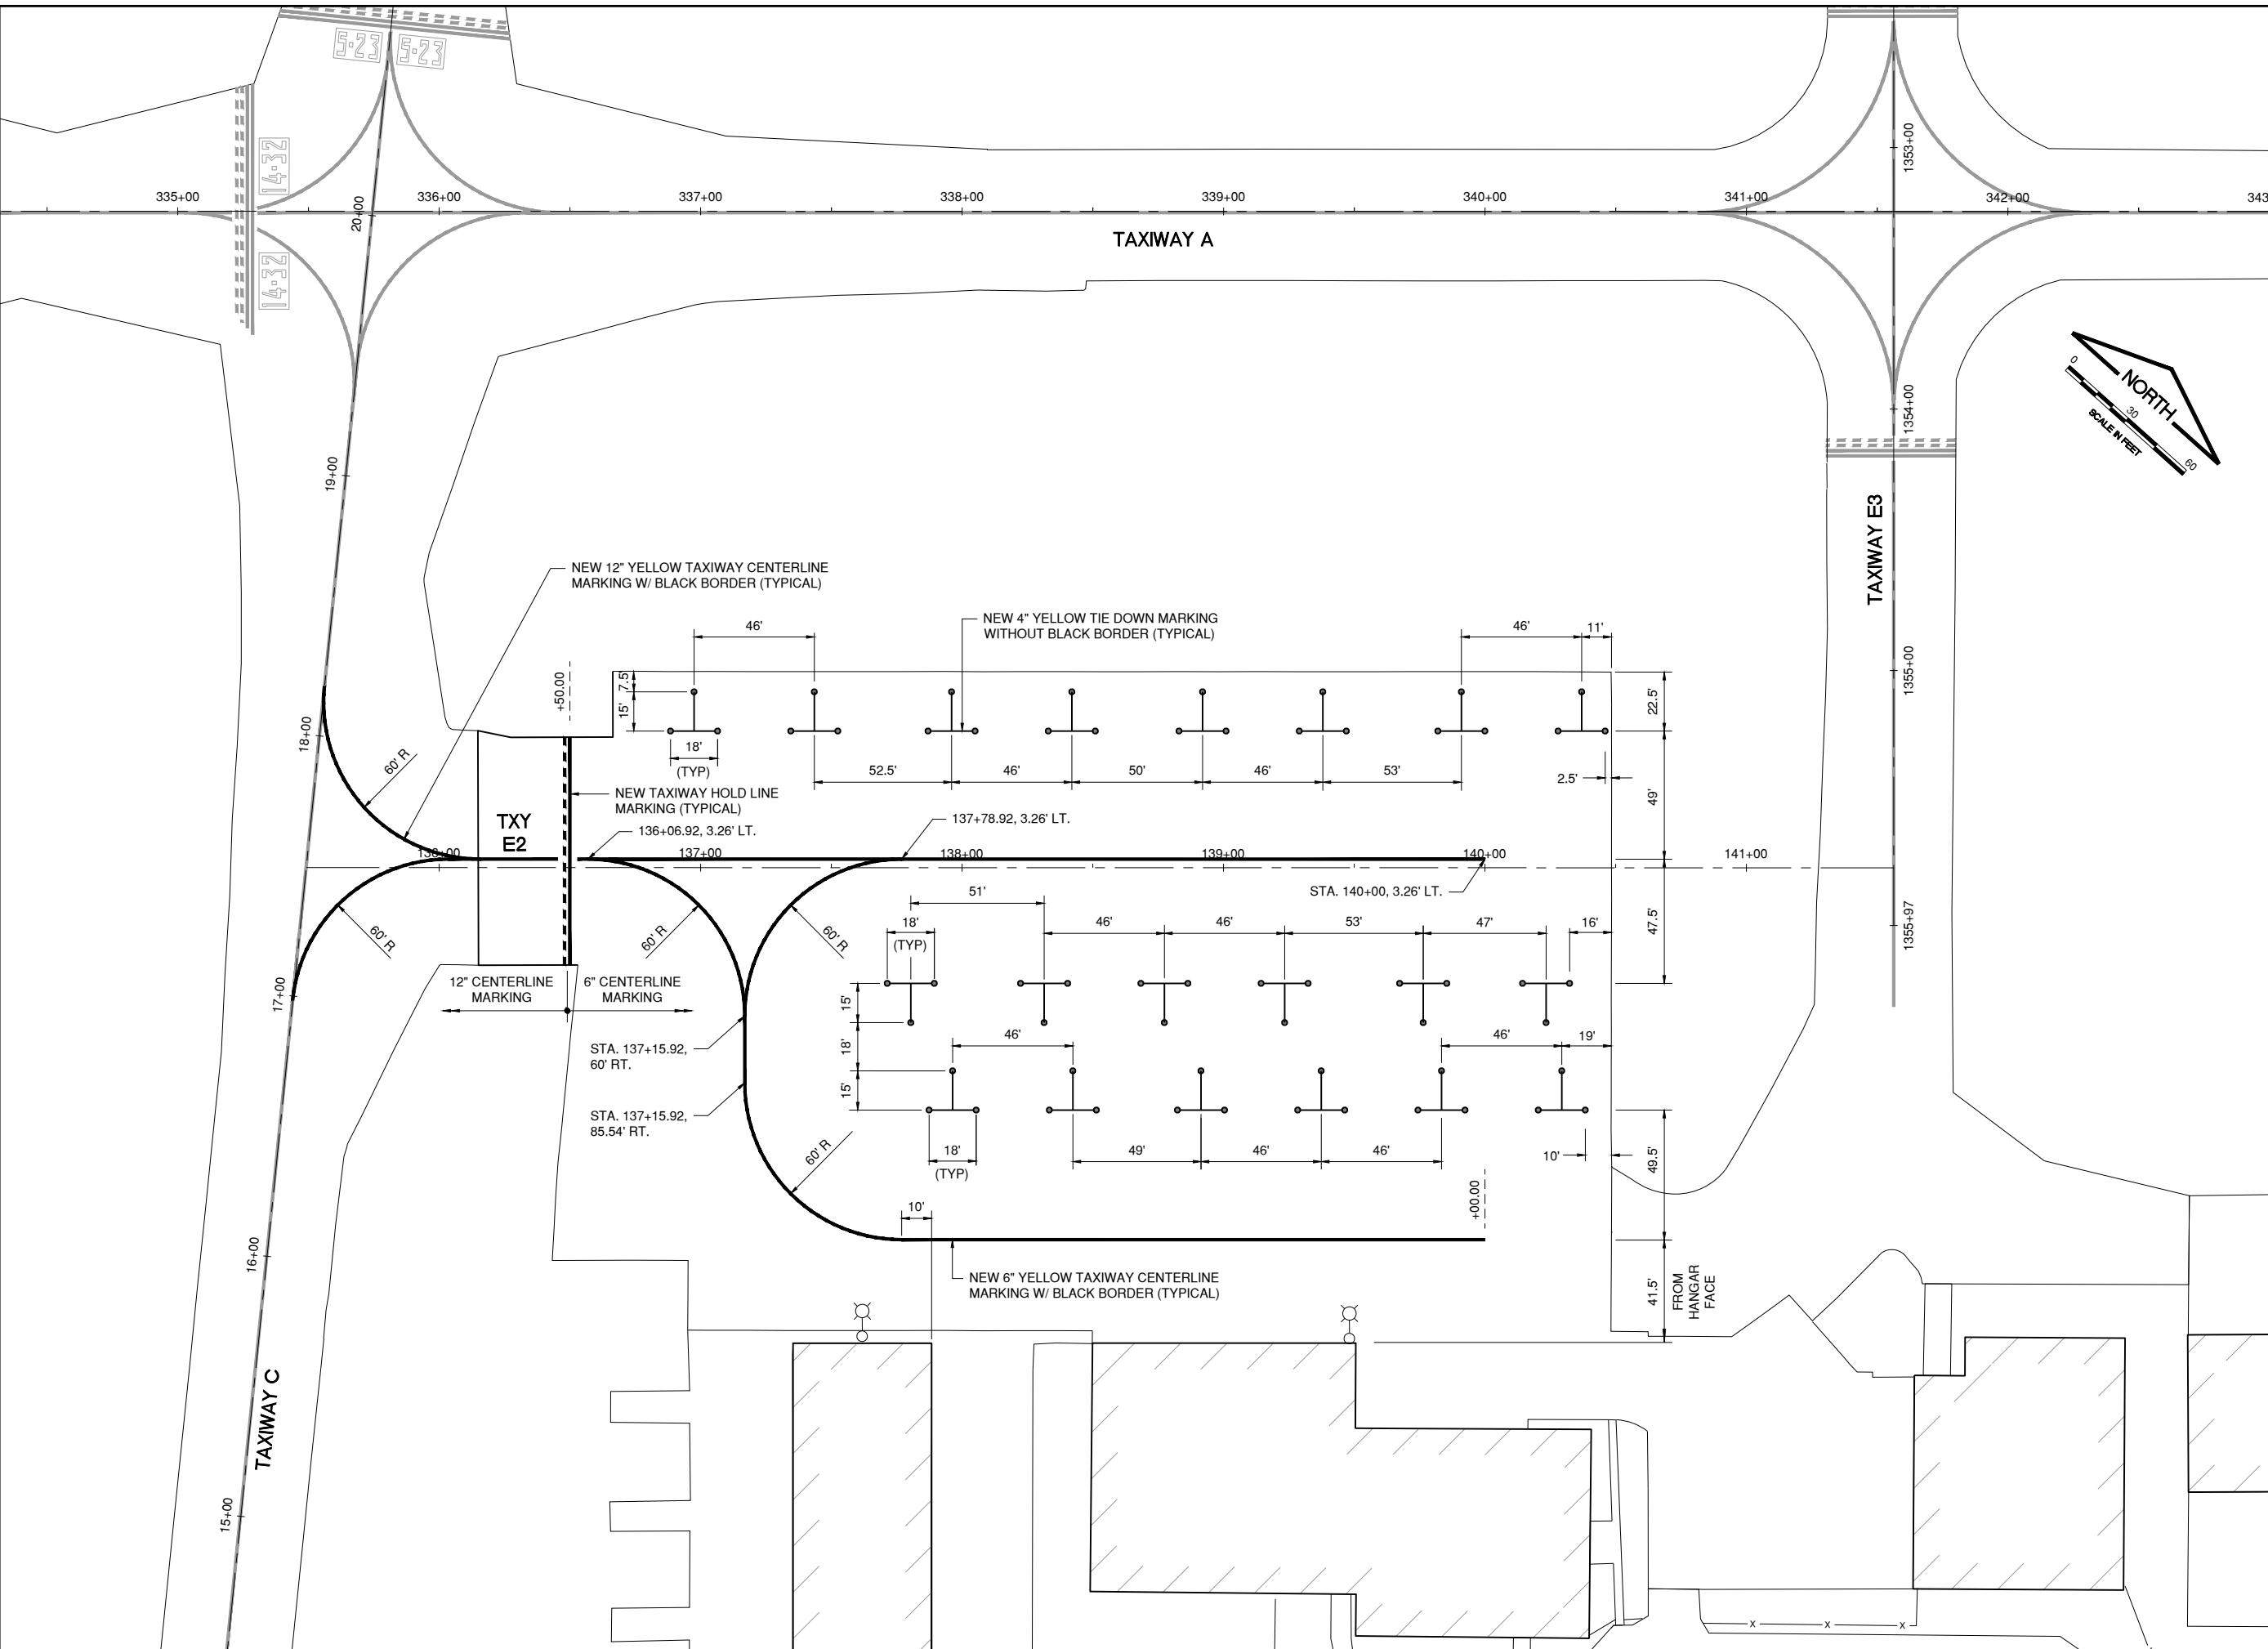 5-23
5-23
14-32
14-32
335+00
336+00
337+00
338+00
339+00
340+00
341+00
342+00
343
20+00
TAXIWAY A
1353+00
1354+00
1355+00
1355+97
TAXIWAY E3
NORTH
0
30
60
SCALE IN FEET
19+00
18+00
17+00
16+00
15+00
TAXIWAY C
NEW 12" YELLOW TAXIWAY CENTERLINE
MARKING W/ BLACK BORDER (TYPICAL)
NEW 4" YELLOW TIE DOWN MARKING
WITHOUT BLACK BORDER (TYPICAL)
46'
46'
11'
+50.00
7.5'
15'
22.5'
18'
(TYP)
52.5'
46'
50'
46'
53'
2.5'
49'
60' R
NEW TAXIWAY HOLD LINE
MARKING (TYPICAL)
TXY
E2
136+06.92, 3.26' LT.
137+78.92, 3.26' LT.
136+00
137+00
138+00
139+00
140+00
141+00
STA. 140+00, 3.26' LT.
60' R
60' R
60' R
51'
18'
(TYP)
46'
46'
53'
47'
16'
47.5'
12" CENTERLINE
MARKING
6" CENTERLINE
MARKING
15'
18'
15'
46'
46'
19'
STA. 137+15.92,
60' RT.
STA. 137+15.92,
85.54' RT.
60' R
18'
(TYP)
49'
46'
46'
10'
49.5'
10'
+00.00
NEW 6" YELLOW TAXIWAY CENTERLINE
MARKING W/ BLACK BORDER (TYPICAL)
41.5'
FROM
HANGAR
FACE
x
x
x